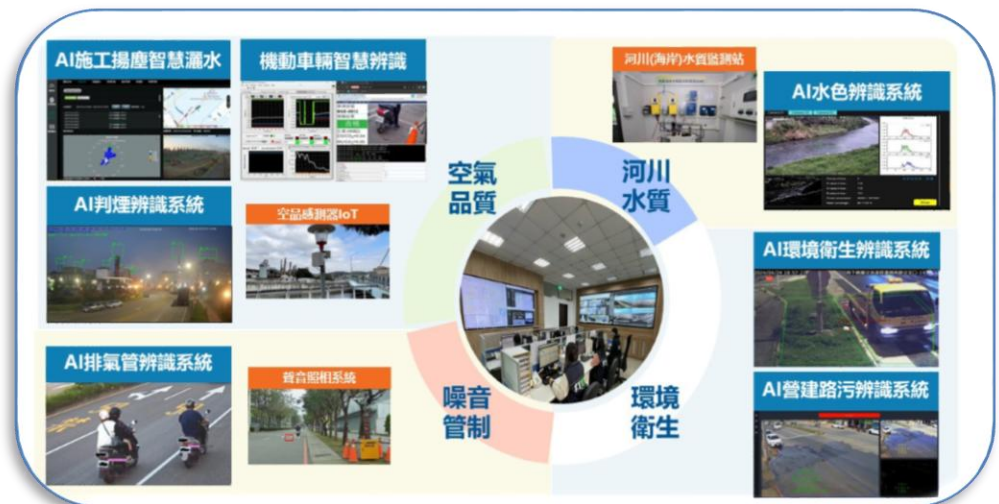 AI施工揚塵智慧灑水
機動車輛智慧辨識
河川(海岸)水質監測站
AI水色辨識系統
空氣
品質
河川
水質
AI判煙辨識系統
空品感測器IoT
AI環境衛生辨識系統
AI排氣管辨識系統
聲音照相系統
噪音
管制
環境
衛生
AI營建路污辨識系統